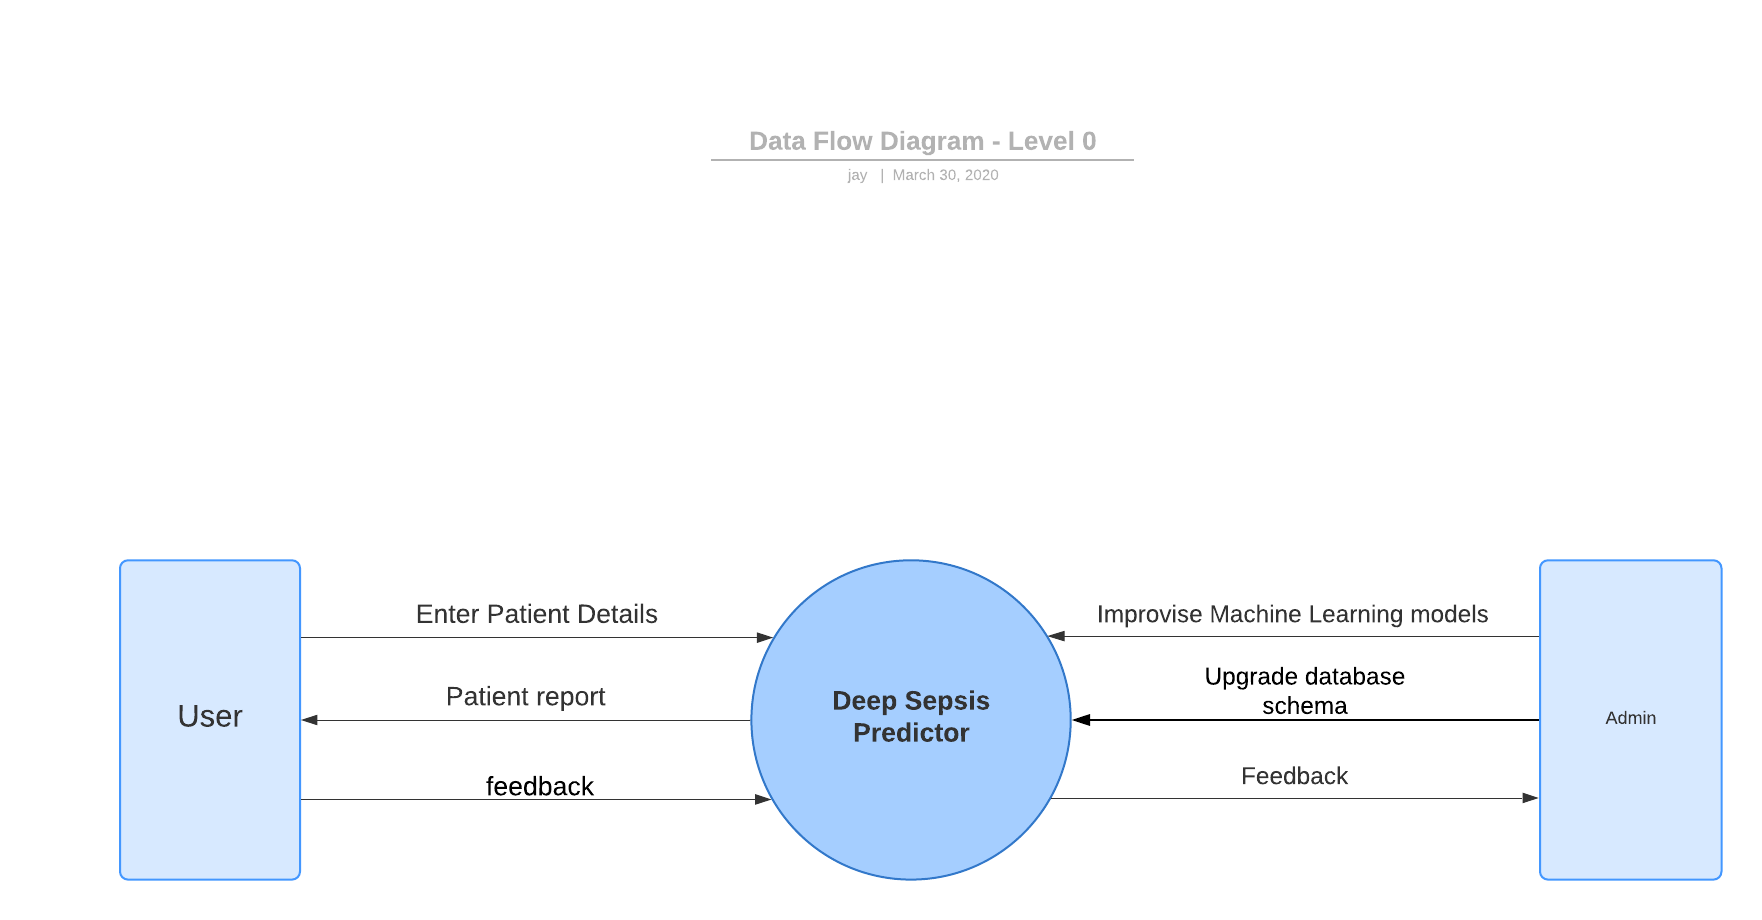 Data Flow Diagram - Level 0
jay | March 30, 2020
Enter Patient Details
Improvise Machine Learning models
Patient report
Upgrade database
schema
User
Deep Sepsis
Predictor
Admin
feedback
Feedback